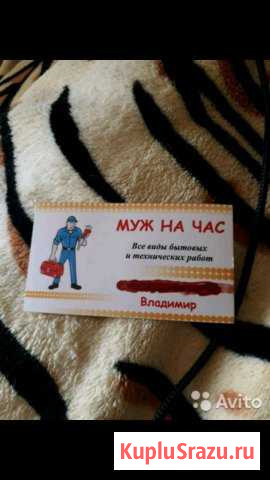 МУЖ НА ЧАС
Все виды бытовых
и технических работ
Владимир
Avito
KupluSrazu.ru